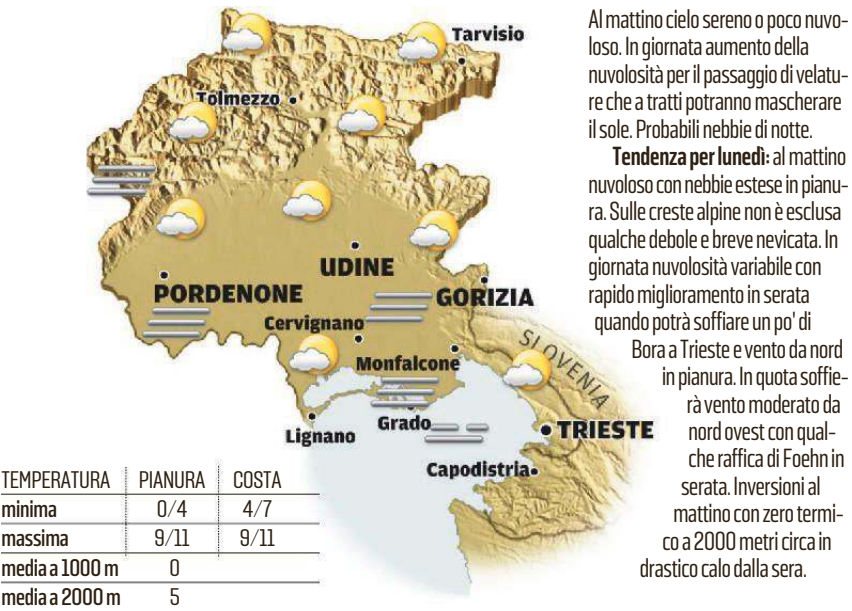 Al mattino cielo sereno o poco nuvo-
loso. In giornata aumento della
nuvolosità per il passaggio di velatu-
re che a tratti potranno mascherare
il sole. Probabili nebbie di notte.
Tendenza per lunedì: al mattino
nuvoloso con nebbie estese in pianu-
ra. Sulle creste alpine non è esclusa
qualche debole e breve nevicata. In
giornata nuvolosità variabile con
rapido miglioramento in serata
quando potrà soffiare un po' di
Bora a Trieste e vento da nord
in pianura. In quota soffie-
rà vento moderato da
nord ovest con qual-
che raffica di Foehn in
serata. Inversioni al
mattino con zero termi-
co a 2000 metri circa in
drastico calo dalla sera.
Tarvisio
Tolmezzo
UDINE
PORDENONE
GORIZIA
Cervignano
Monfalcone
SLOVENIA
Lignano
Grado
TRIESTE
Capodistria
TEMPERATURA PIANURA COSTA
minima 0/4 4/7
massima 9/11 9/11
media a 1000 m 0
media a 2000 m 5